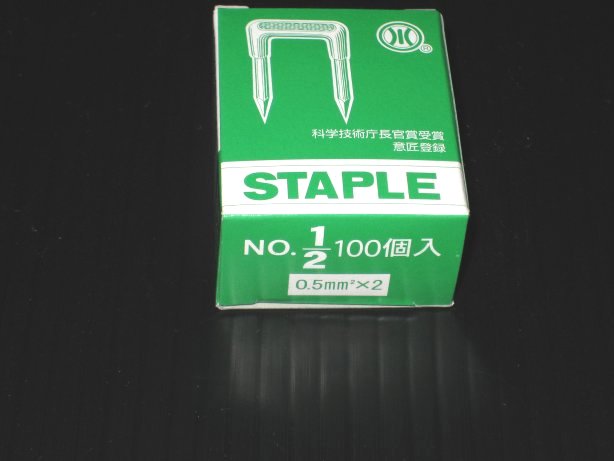 科学技術庁長官賞受賞
意匠登録
STAPLE
NO. 1/2 100個入
0.5mm²×2